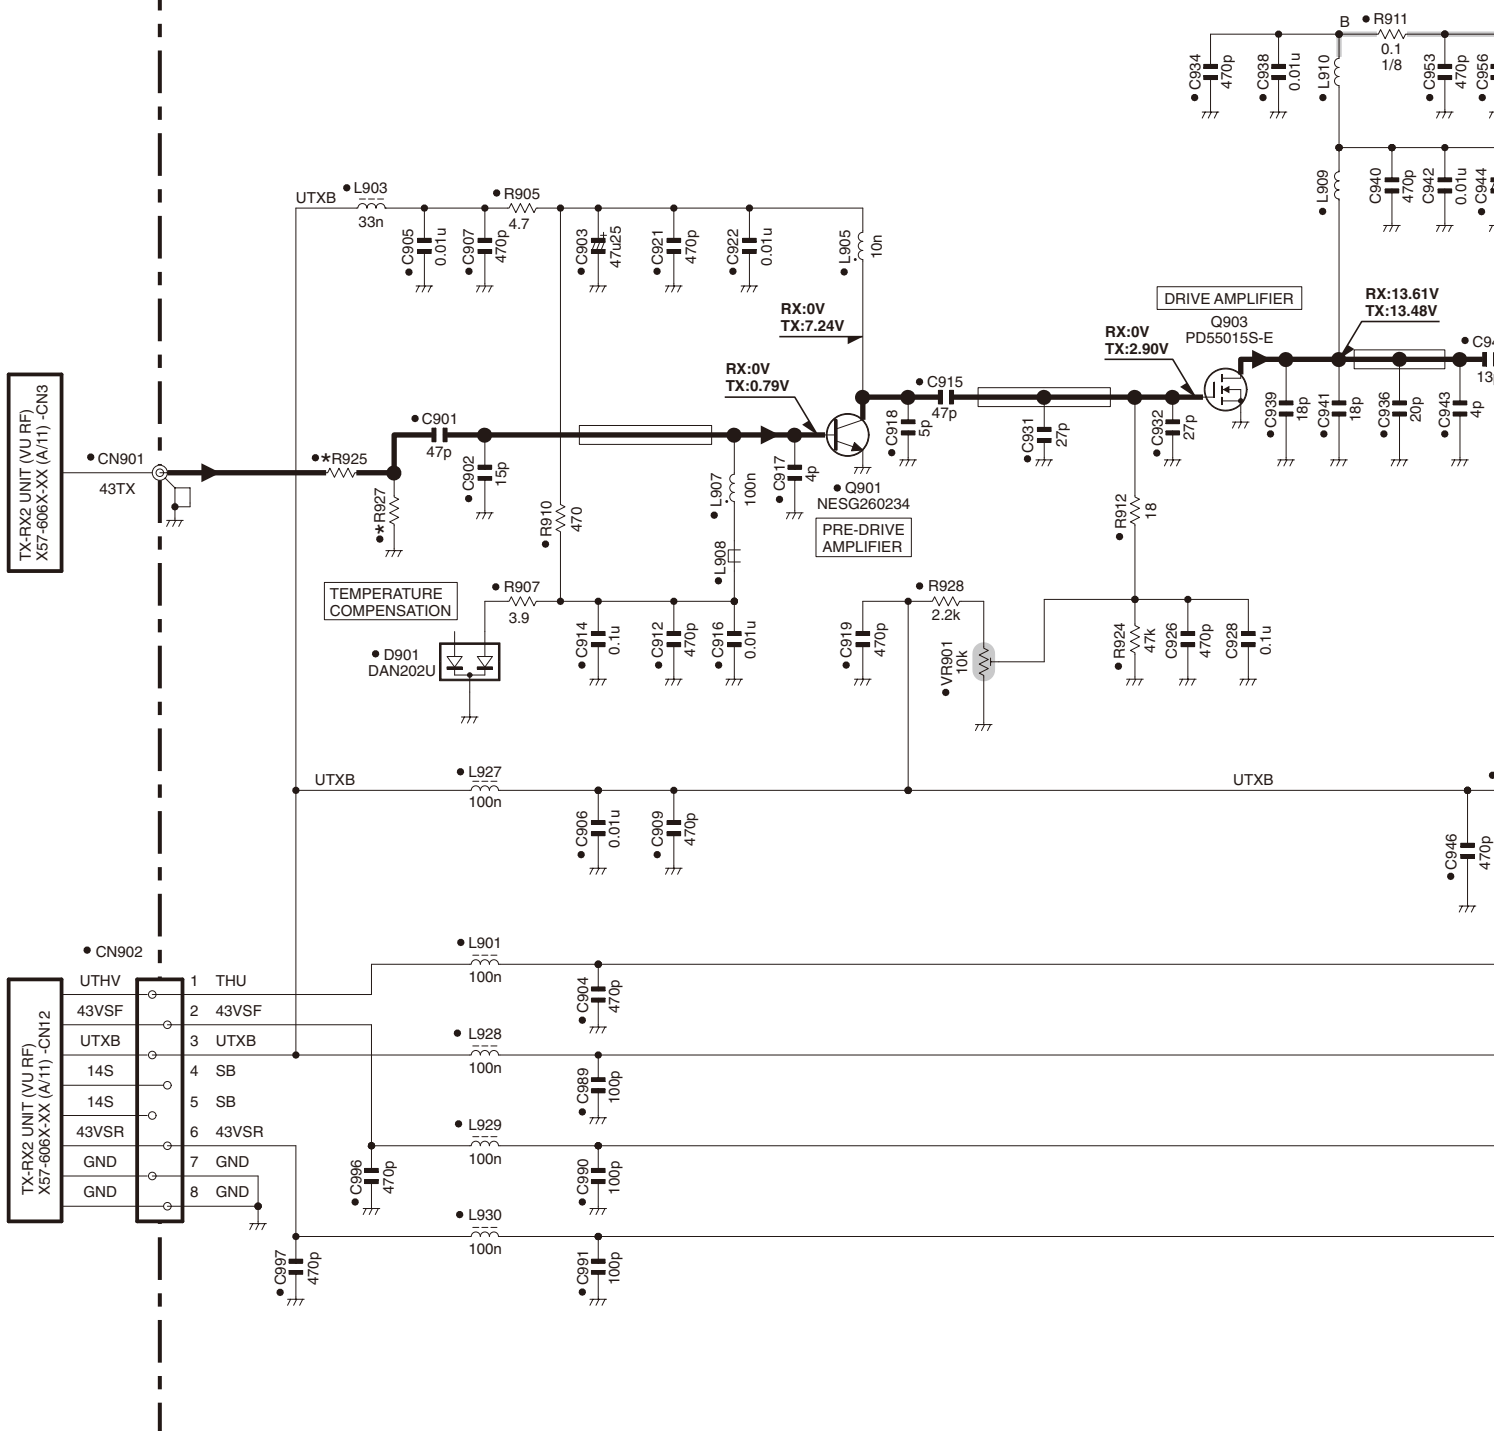 B
R911
0.1
1/8
C934
470p
C938
0.01u
L910
C953
470p
C956
L909
C940
470p
C942
0.01u
C944
UTXB
L903
33n
R905
4.7
C905
0.01u
C907
470p
C903
+
47u25
C921
470p
C922
0.01u
L905
10n
RX:0V
TX:7.24V
DRIVE AMPLIFIER
Q903
PD55015S-E
RX:13.61V
TX:13.48V
RX:0V
TX:2.90V
RX:0V
TX:0.79V
TX-RX2 UNIT (VU RF)
X57-606X-XX (A/11) -CN3
CN901
43TX
*R925
*R927
C901
47p
C902
15p
L907
100n
L908
C917
4p
Q901
NESG260234
PRE-DRIVE
AMPLIFIER
C918
5p
C915
47p
C931
27p
C932
27p
C939
18p
C941
18p
C936
20p
C943
4p
R910
470
R912
18
TEMPERATURE
COMPENSATION
R907
3.9
D901
DAN202U
C914
0.1u
C912
470p
C916
0.01u
C919
470p
R928
2.2k
VR901
10k
R924
47k
C926
470p
C928
0.1u
UTXB
L927
100n
C906
0.01u
C909
470p
UTXB
C946
470p
CN902
TX-RX2 UNIT (VU RF)
X57-606X-XX (A/11) -CN12
UTHV 1 THU
43VSF 2 43VSF
UTXB 3 UTXB
14S 4 SB
14S 5 SB
43VSR 6 43VSR
GND 7 GND
GND 8 GND
L901
100n
C904
470p
L928
100n
C989
100p
L929
100n
C996
470p
C990
100p
L930
100n
C997
470p
C991
100p